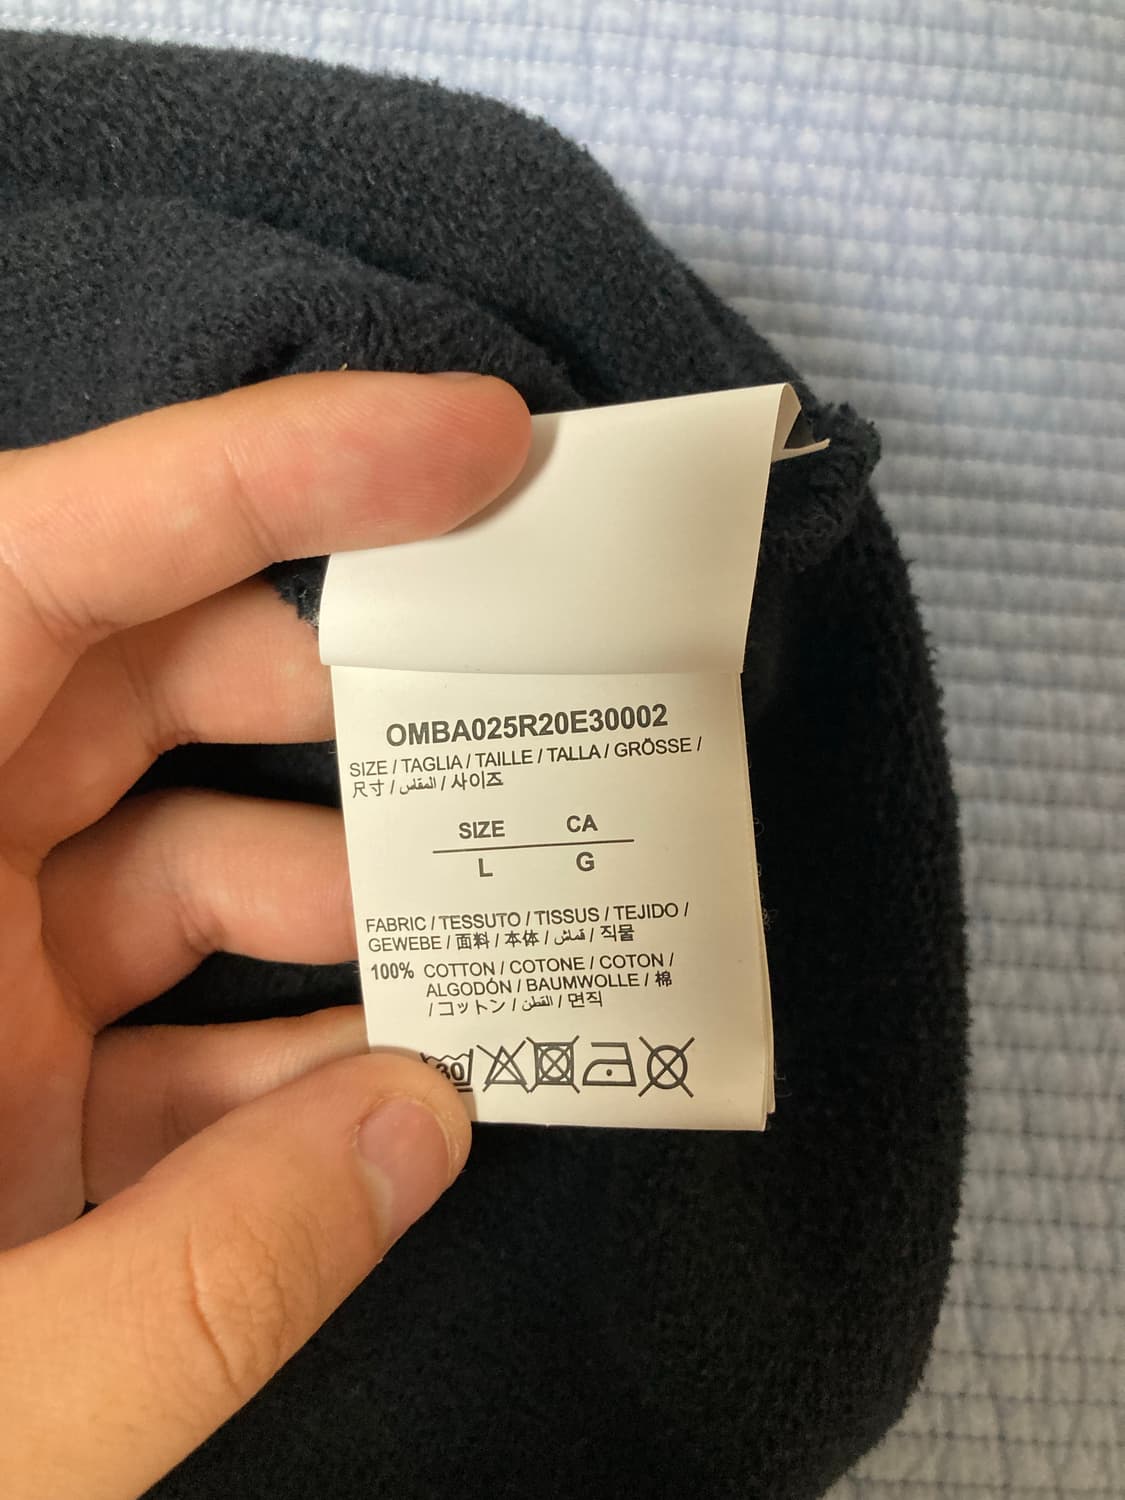 OMBA025R20E30002
SIZE / TAGLIA / TAILLE / TALLA / GRÖSSE /
尺寸 / المقاس / 사이즈
SIZE CA
L G
FABRIC / TESSUTO / TISSUS / TEJIDO /
GEWEBE / 面料 / 本体 / قماش / 직물
100% COTTON / COTONE / COTON /
ALGODÓN / BAUMWOLLE / 棉
/ コットン / القطن / 면직
30